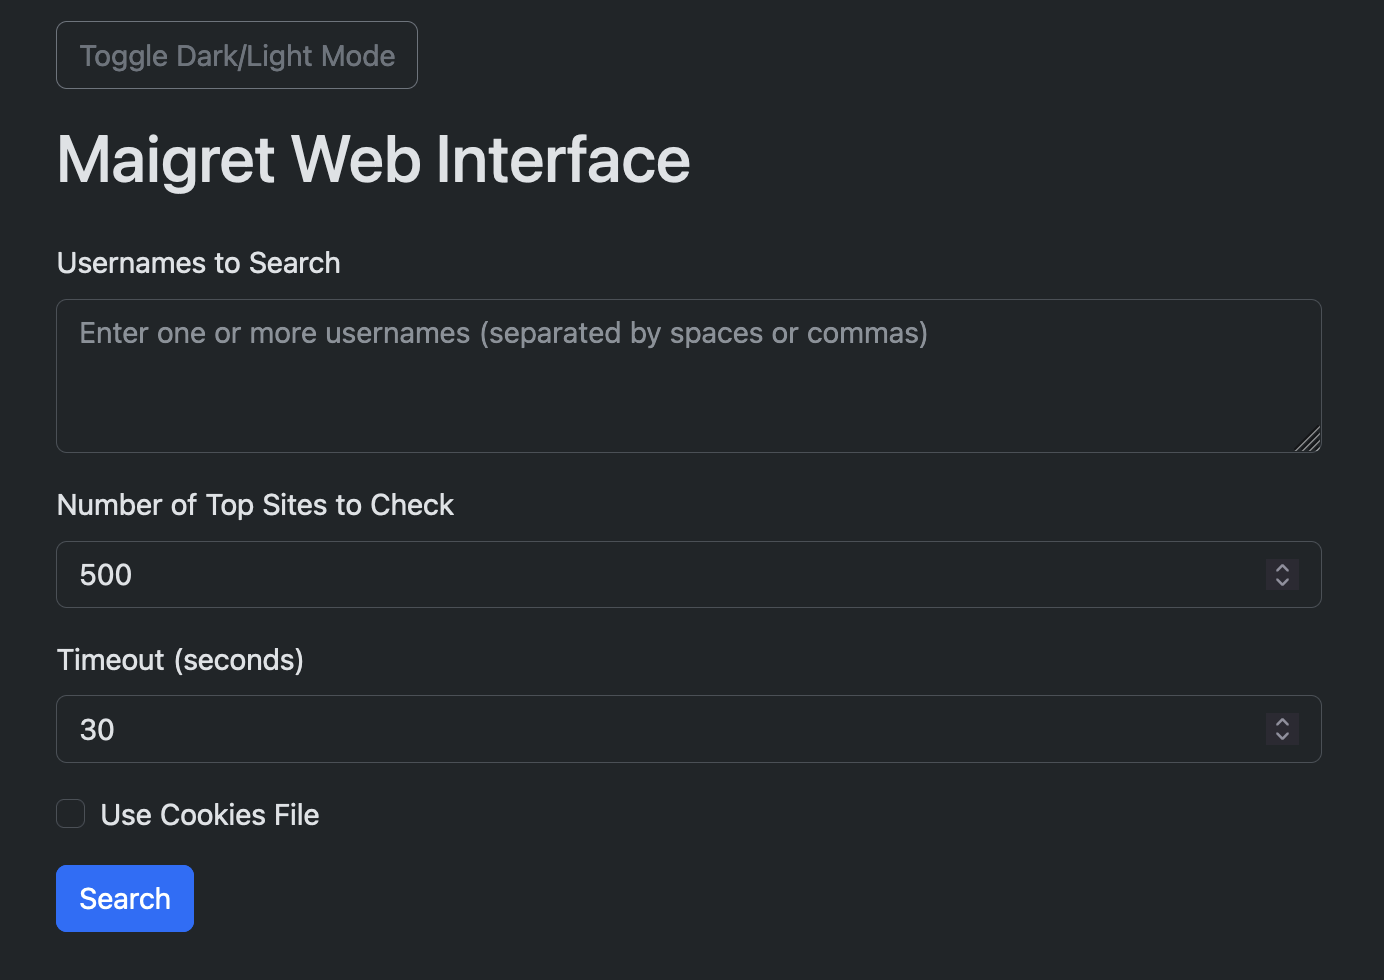 Toggle Dark/Light Mode
Maigret Web Interface
Usernames to Search
Enter one or more usernames (separated by spaces or commas)
Number of Top Sites to Check
500
Timeout (seconds)
30
Use Cookies File
Search